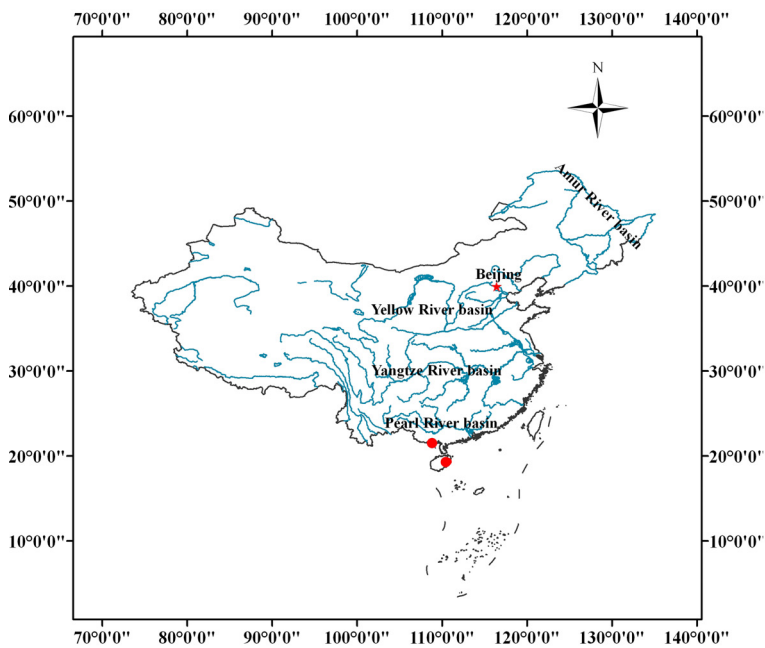 70°0'0" 80°0'0" 90°0'0" 100°0'0" 110°0'0" 120°0'0" 130°0'0" 140°0'0"
N
60°0'0" 60°0'0"
Amur River basin
50°0'0" 50°0'0"
Beijing
40°0'0" 40°0'0"
Yellow River basin
Yangtze River basin
30°0'0" 30°0'0"
Pearl River basin
20°0'0" 20°0'0"
10°0'0" 10°0'0"
70°0'0" 80°0'0" 90°0'0" 100°0'0" 110°0'0" 120°0'0" 130°0'0" 140°0'0"